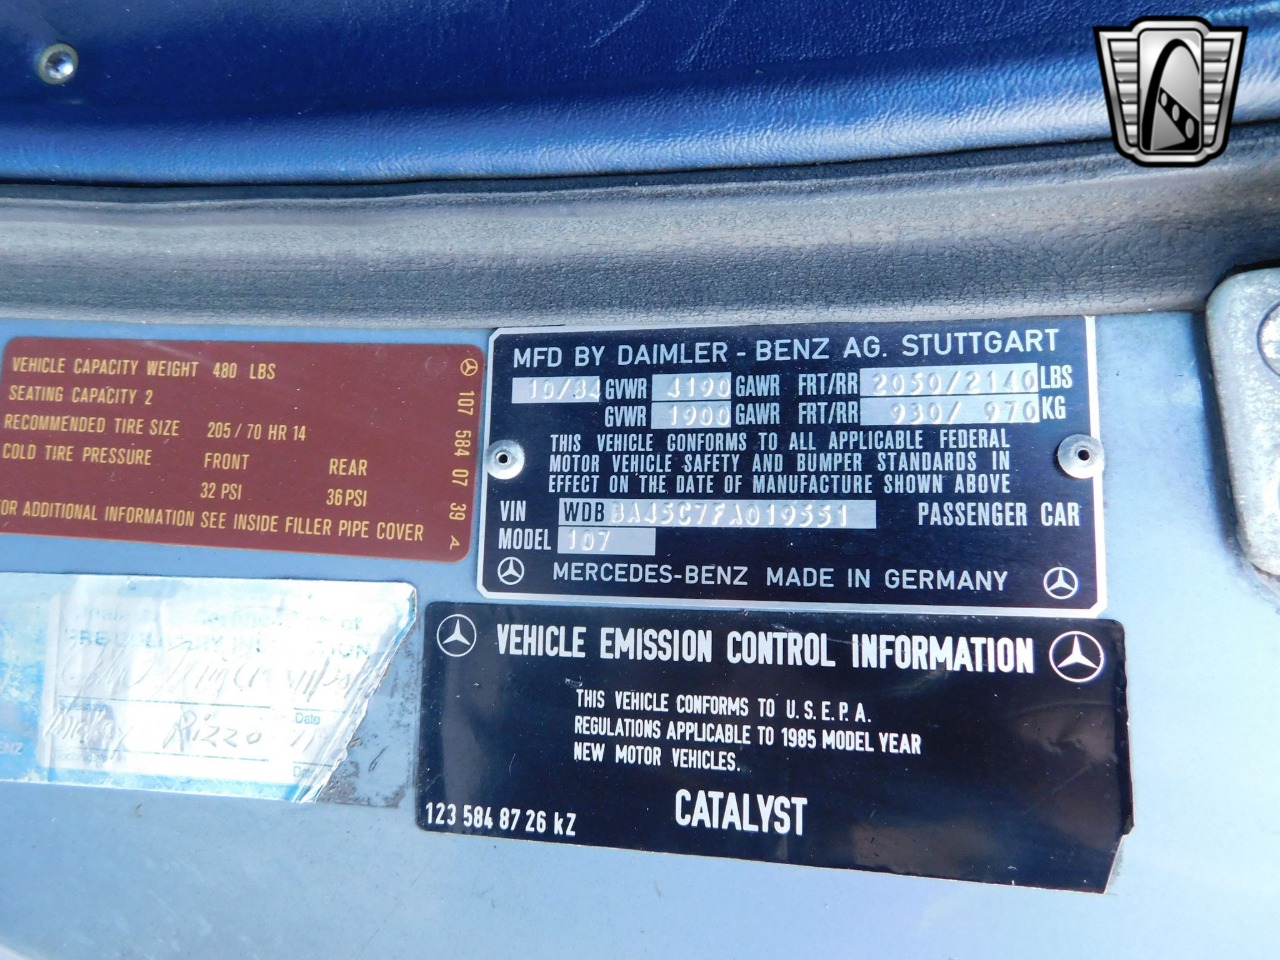 VEHICLE CAPACITY WEIGHT 480 LBS
SEATING CAPACITY 2
RECOMMENDED TIRE SIZE 205/70 HR 14
COLD TIRE PRESSURE FRONT REAR
32 PSI 36 PSI
FOR ADDITIONAL INFORMATION SEE INSIDE FILLER PIPE COVER
107 584 07 39 A
MFD BY DAIMLER - BENZ AG. STUTTGART
10/84 GVWR 4190 GAWR FRT/RR 2050/2140 LBS
GVWR 1900 GAWR FRT/RR 930/ 970 KG
THIS VEHICLE CONFORMS TO ALL APPLICABLE FEDERAL
MOTOR VEHICLE SAFETY AND BUMPER STANDARDS IN
EFFECT ON THE DATE OF MANUFACTURE SHOWN ABOVE
VIN WDBBA45C7FA019551 PASSENGER CAR
MODEL 107
MERCEDES-BENZ MADE IN GERMANY
VEHICLE EMISSION CONTROL INFORMATION
THIS VEHICLE CONFORMS TO U.S.E.P.A.
REGULATIONS APPLICABLE TO 1985 MODEL YEAR
NEW MOTOR VEHICLES.
CATALYST
123 584 87 26 kZ
Date
Rizzo